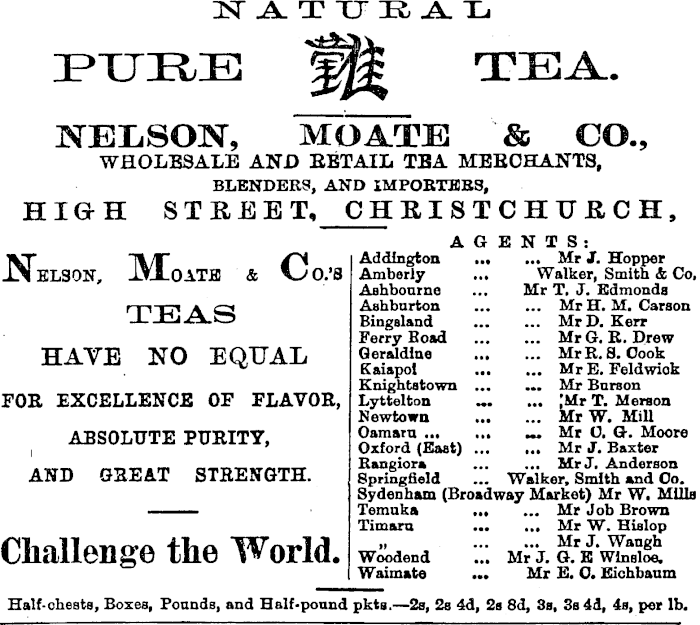 NATURAL
PURE 難 TEA.
NELSON, MOATE & CO.,
WHOLESALE AND RETAIL TEA MERCHANTS,
BLENDERS, AND IMPORTERS,
HIGH STREET, CHRISTCHURCH,
NELSON, MOATE & CO.'S
TEAS
HAVE NO EQUAL
FOR EXCELLENCE OF FLAVOR,
ABSOLUTE PURITY,
AND GREAT STRENGTH.
Challenge the World.
AGENTS:
Addington ... ... Mr J. Hopper
Amberly ... Walker, Smith & Co.
Ashbourne ... Mr T. J. Edmonds
Ashburton ... ... Mr H. M. Carson
Bingsland ... ... Mr D. Kerr
Ferry Road ... ... Mr G. R. Drew
Geraldine ... ... Mr R. S. Cook
Kaiapoi ... ... Mr E. Feldwick
Knightstown ... ... Mr Burson
Lyttelton ... ... Mr T. Merson
Newtown ... ... Mr W. Mill
Oamaru ... ... ... Mr C. G. Moore
Oxford (East) ... ... Mr J. Baxter
Rangiora ... ... Mr J. Anderson
Springfield ... Walker, Smith and Co.
Sydenham (Broadway Market) Mr W. Mills
Temuka ... ... Mr Job Brown
Timaru ... ... Mr W. Hislop
„ ... ... Mr J. Waugh
Woodend ... Mr J. G. E Winsloe,
Waimate ... Mr E. C. Eichbaum
Half-chests, Boxes, Pounds, and Half-pound pkts.—2s, 2s 4d, 2s 8d, 3s, 3s 4d, 4s, per lb.